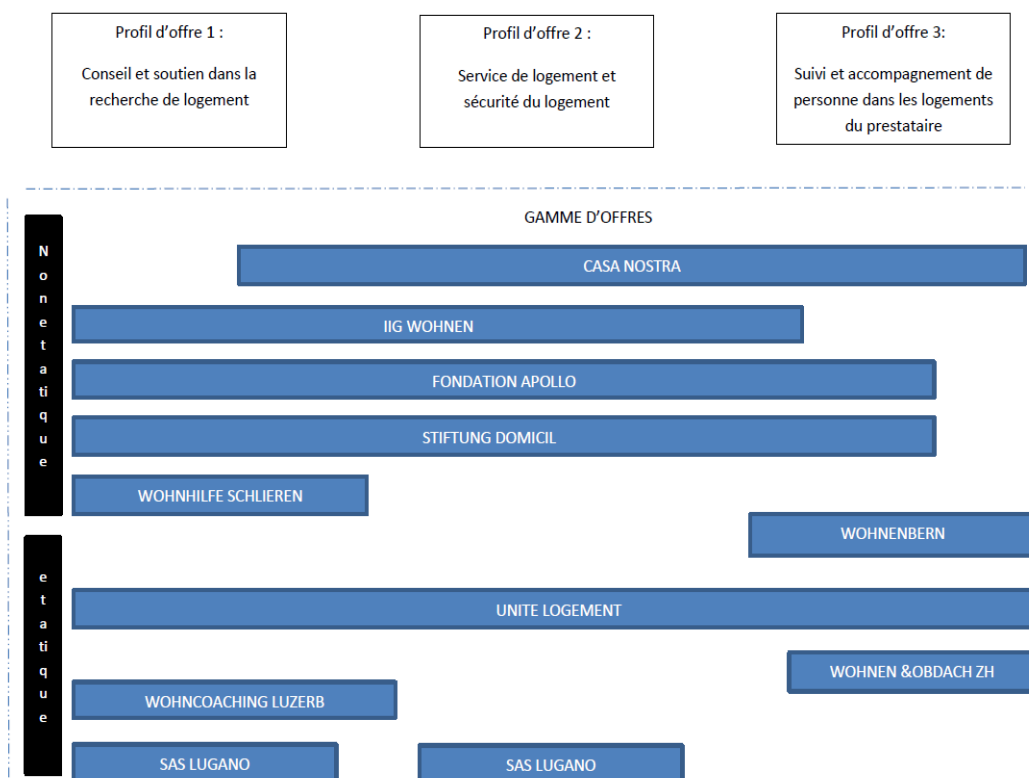 Profil d'offre 1 :
Conseil et soutien dans la
recherche de logement
Profil d'offre 2 :
Service de logement et
sécurité du logement
Profil d'offre 3:
Suivi et accompagnement de
personne dans les logements
du prestataire
GAMME D'OFFRES
N
o
n
e
t
a
ti
q
u
e
CASA NOSTRA
IIG WOHNEN
FONDATION APOLLO
STIFTUNG DOMICIL
WOHNHILFE SCHLIEREN
WOHNENBERN
e
t
a
ti
q
u
e
UNITE LOGEMENT
WOHNEN &OBDACH ZH
WOHNCOACHING LUZERB
SAS LUGANO
SAS LUGANO